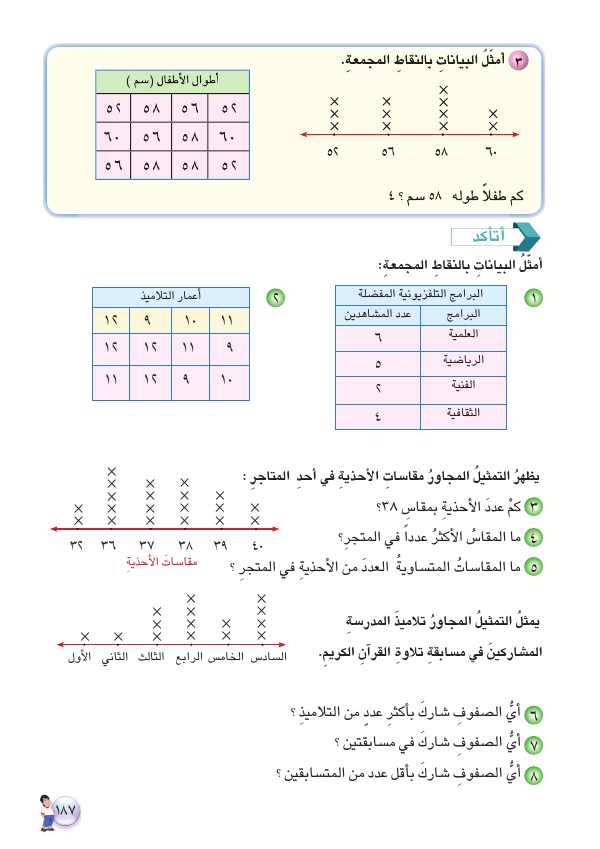 ٣ أمثّلُ البياناتِ بالنقاطِ المجمعةِ.
أطوال الأطفال (سم)
٥٢ ٥٦ ٥٨ ٥٢
٦٠ ٥٨ ٥٦ ٦٠
٥٢ ٥٨ ٥٨ ٥٦
٥٢ ٥٦ ٥٨ ٦٠
كم طفلاً طوله ٥٨ سم ؟ ٤
أتأكد
أمثّلُ البياناتِ بالنقاطِ المجمعةِ:
١
البرامج التلفزيونية المفضلة
البرامج عدد المشاهدين
العلمية ٦
الرياضية ٥
الفنية ٢
الثقافية ٤
٢
أعمار التلاميذ
١١ ١٠ ٩ ١٢
٩ ١١ ١٢ ١٢
١٠ ٩ ١٢ ١١
يظهرُ التمثيلُ المجاورُ مقاساتِ الأحذيةِ في أحدِ المتاجرِ :
٣ كمْ عددَ الأحذيةِ بمقاسِ ٣٨؟
٤ ما المقاسُ الأكثرُ عدداً في المتجرِ؟
٥ ما المقاساتُ المتساويةُ العددَ من الأحذيةِ في المتجرِ ؟
٣٢ ٣٦ ٣٧ ٣٨ ٣٩ ٤٠
مقاساتَ الأحذيةِ
يمثلُ التمثيلُ المجاورُ تلاميذَ المدرسةِ
المشاركينَ في مسابقةِ تلاوةِ القرآنِ الكريمِ.
الأول الثاني الثالث الرابع الخامس السادس
٦ أيُّ الصفوفِ شاركَ بأكثرِ عددٍ من التلاميذِ ؟
٧ أيُّ الصفوفِ شاركَ في مسابقتين ؟
٨ أيُّ الصفوفِ شاركَ بأقل عدد من المتسابقين ؟
١٨٧